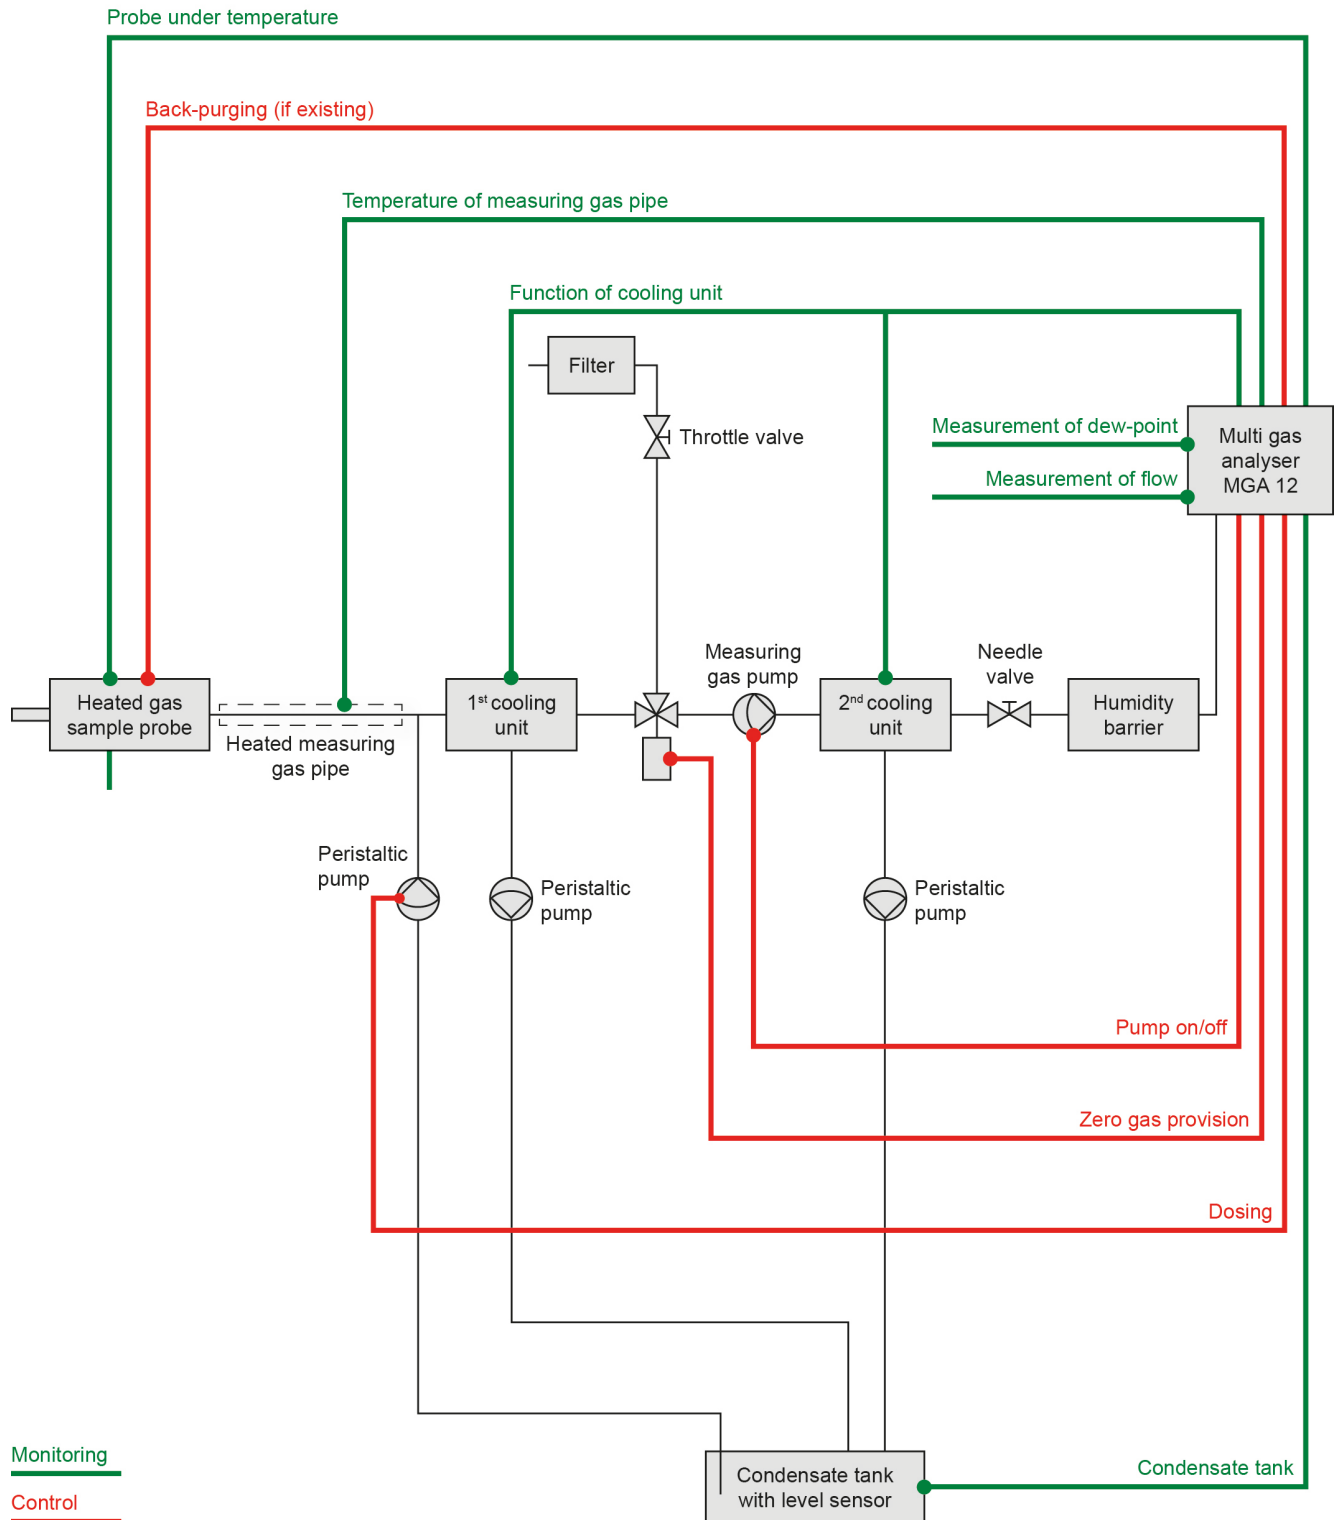 Probe under temperature
Back-purging (if existing)
Temperature of measuring gas pipe
Function of cooling unit
Filter
Throttle valve
Measurement of dew-point
Measurement of flow
Multi gas
analyser
MGA 12
Heated gas
sample probe
Heated measuring
gas pipe
1st cooling
unit
Measuring
gas pump
2nd cooling
unit
Needle
valve
Humidity
barrier
Peristaltic
pump
Peristaltic
pump
Peristaltic
pump
Pump on/off
Zero gas provision
Dosing
Condensate tank
with level sensor
Condensate tank
Monitoring
Control